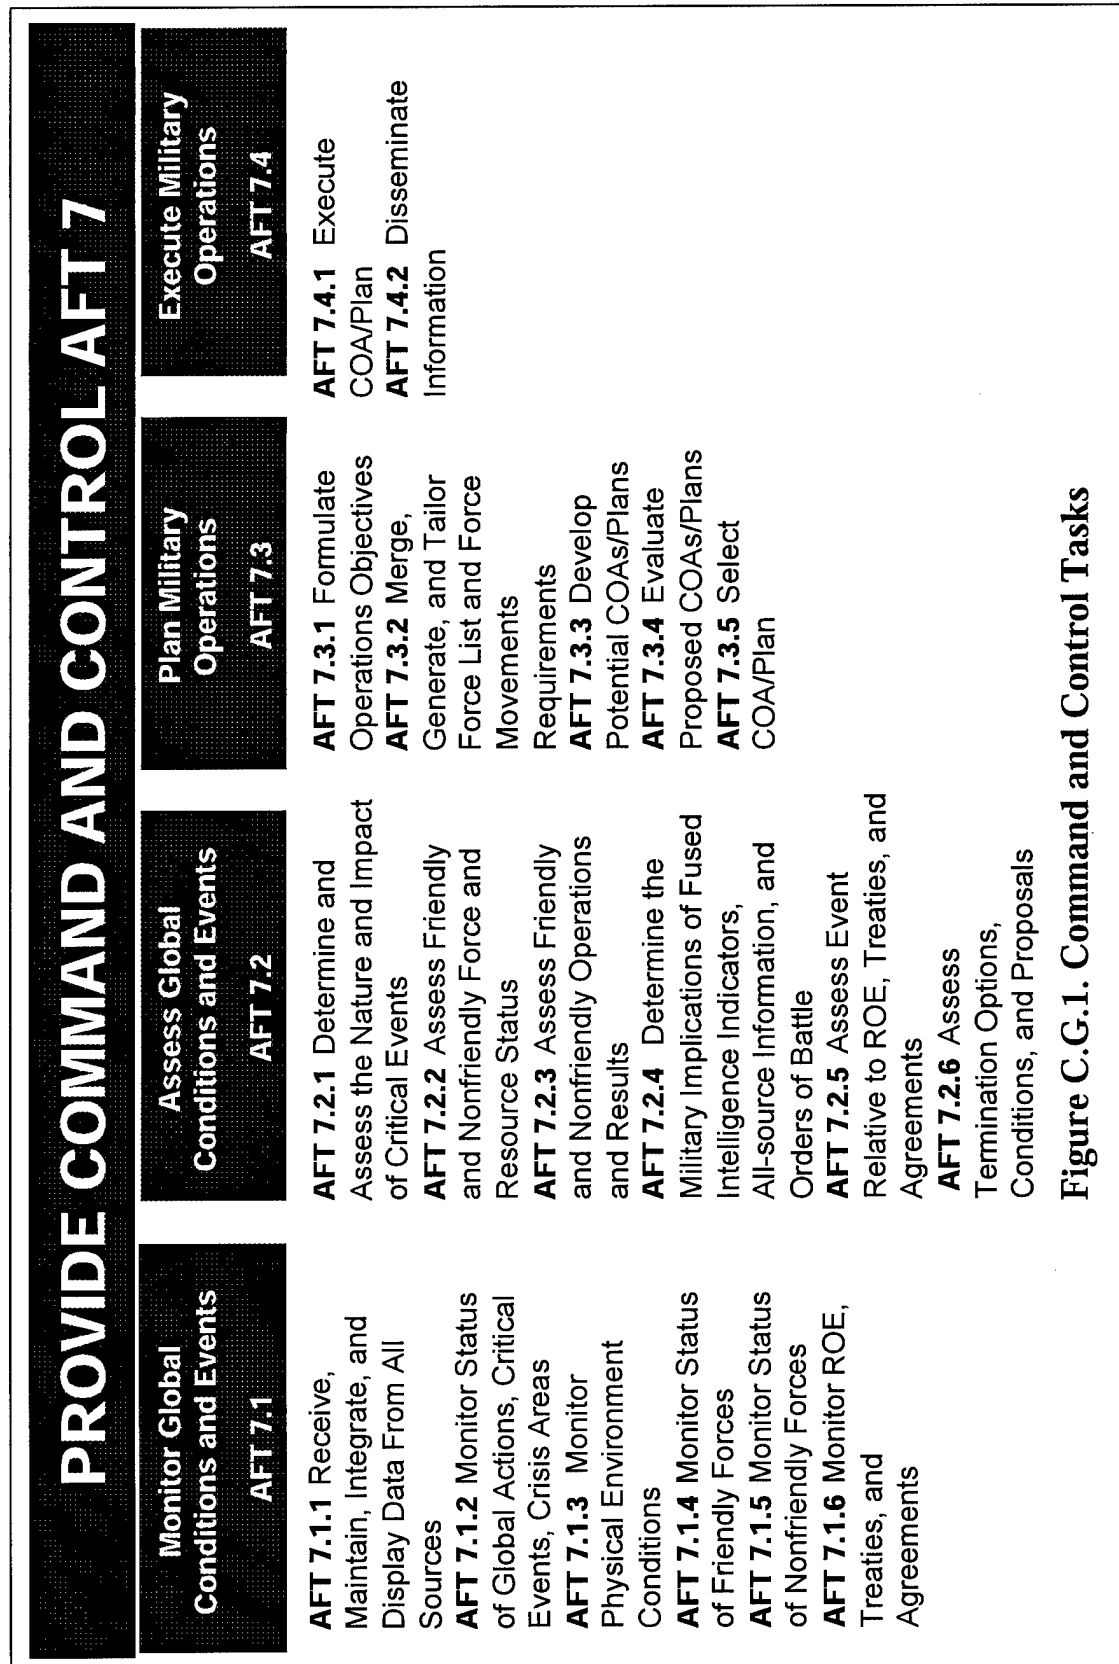 PROVIDE COMMAND AND CONTROL AFT 7
Monitor Global
Conditions and Events
AFT 7.1
AFT 7.1.1 Receive,
Maintain, Integrate, and
Display Data From All
Sources
AFT 7.1.2 Monitor Status
of Global Actions, Critical
Events, Crisis Areas
AFT 7.1.3 Monitor
Physical Environment
Conditions
AFT 7.1.4 Monitor Status
of Friendly Forces
AFT 7.1.5 Monitor Status
of Nonfriendly Forces
AFT 7.1.6 Monitor ROE,
Treaties, and
Agreements
Assess Global
Conditions and Events
AFT 7.2
AFT 7.2.1 Determine and
Assess the Nature and Impact
of Critical Events
AFT 7.2.2 Assess Friendly
and Nonfriendly Force and
Resource Status
AFT 7.2.3 Assess Friendly
and Nonfriendly Operations
and Results
AFT 7.2.4 Determine the
Military Implications of Fused
Intelligence Indicators,
All-source Information, and
Orders of Battle
AFT 7.2.5 Assess Event
Relative to ROE, Treaties, and
Agreements
AFT 7.2.6 Assess
Termination Options,
Conditions, and Proposals
Plan Military
Operations
AFT 7.3
AFT 7.3.1 Formulate
Operations Objectives
AFT 7.3.2 Merge,
Generate, and Tailor
Force List and Force
Movements
Requirements
AFT 7.3.3 Develop
Potential COAs/Plans
AFT 7.3.4 Evaluate
Proposed COAs/Plans
AFT 7.3.5 Select
COA/Plan
Execute Military
Operations
AFT 7.4
AFT 7.4.1 Execute
COA/Plan
AFT 7.4.2 Disseminate
Information
Figure C.G.1. Command and Control Tasks